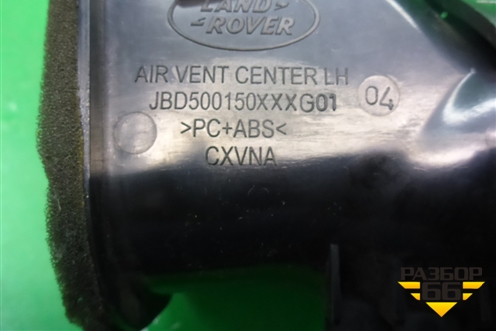 LAND
ROVER
AIR VENT CENTER LH
JBD500150XXXG01 04
>PC+ABS<
CXVNA
РАЗБОР
66